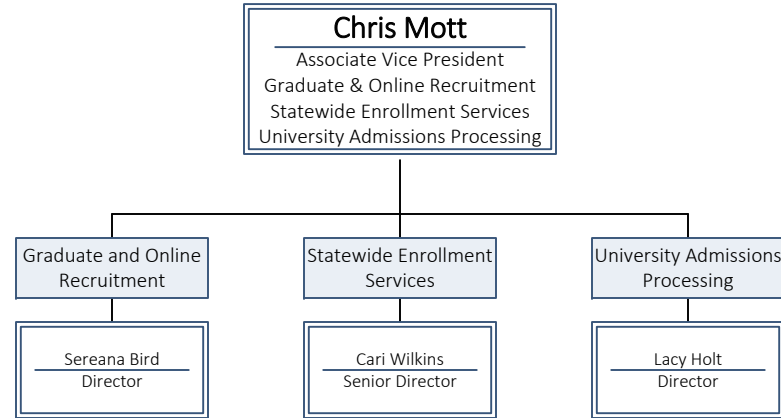 Chris Mott
Associate Vice President
Graduate & Online Recruitment
Statewide Enrollment Services
University Admissions Processing
Graduate and Online
Recruitment
Statewide Enrollment
Services
University Admissions
Processing
Sereana Bird
Director
Cari Wilkins
Senior Director
Lacy Holt
Director